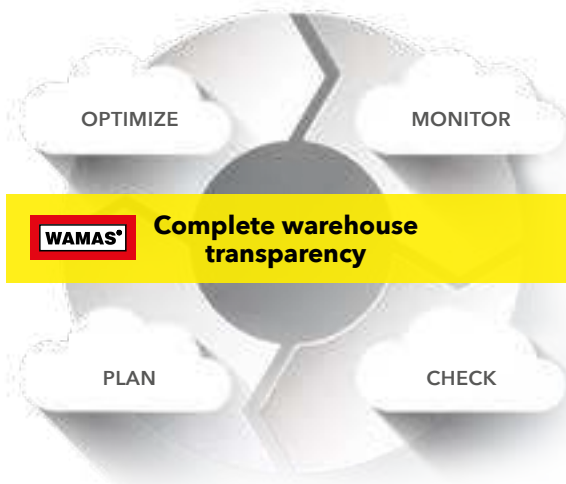 OPTIMIZE
MONITOR
WAMAS®
Complete warehouse
transparency
PLAN
CHECK